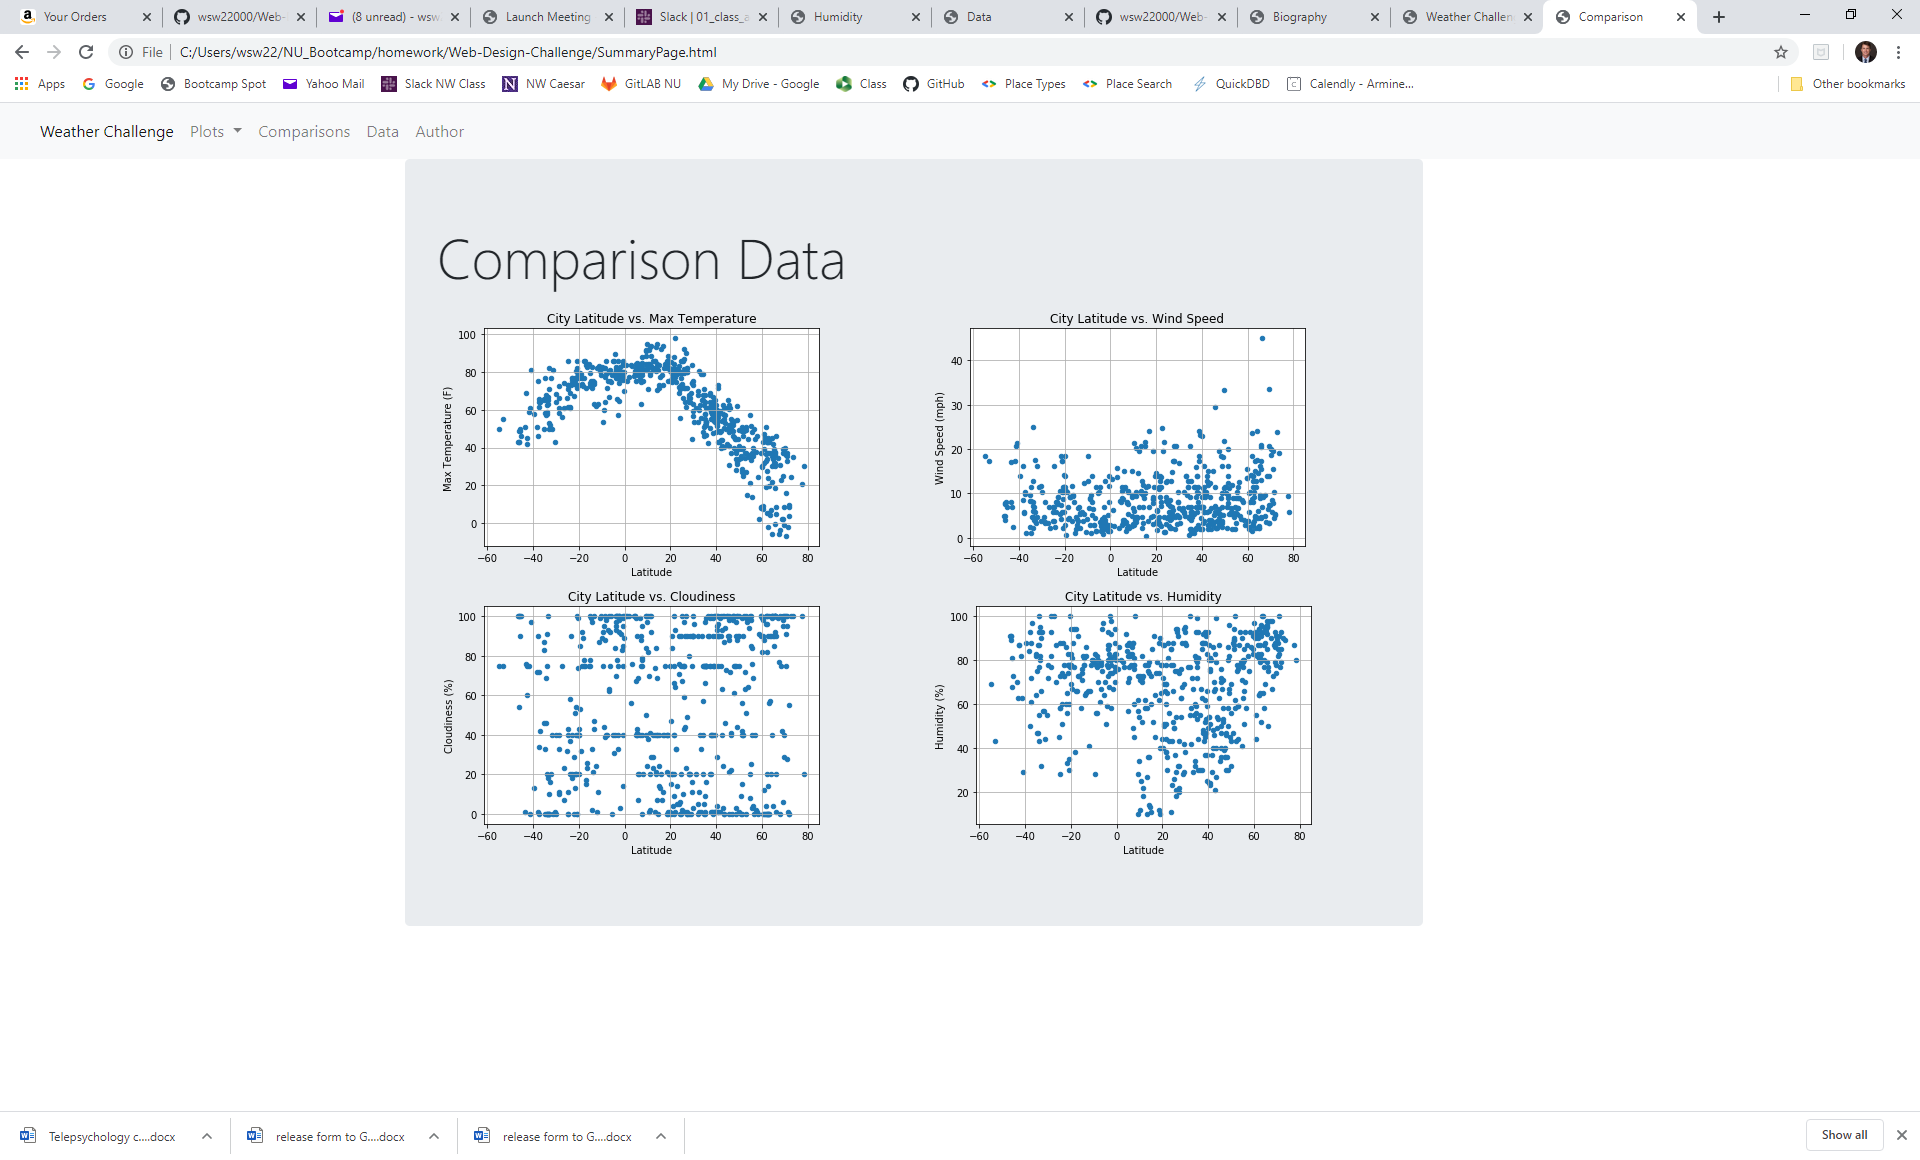 Your Orders
wsw22000/Web-
(8 unread) - wsw
Launch Meeting
Slack | 01_class_a
Humidity
Data
wsw22000/Web-
Biography
Weather Challen
Comparison
File
C:/Users/wsw22/NU_Bootcamp/homework/Web-Design-Challenge/SummaryPage.html
Apps
Google
Bootcamp Spot
Yahoo Mail
Slack NW Class
NW Caesar
GitLAB NU
My Drive - Google
Class
GitHub
Place Types
Place Search
QuickDBD
Calendly - Armine...
Other bookmarks
Weather Challenge Plots Comparisons Data Author
Comparison Data
City Latitude vs. Max Temperature
100
80
60
40
20
0
Max Temperature (F)
−60 −40 −20 0 20 40 60 80
Latitude
City Latitude vs. Wind Speed
40
30
20
10
0
Wind Speed (mph)
−60 −40 −20 0 20 40 60 80
Latitude
City Latitude vs. Cloudiness
100
80
60
40
20
0
Cloudiness (%)
−60 −40 −20 0 20 40 60 80
Latitude
City Latitude vs. Humidity
100
80
60
40
20
Humidity (%)
−60 −40 −20 0 20 40 60 80
Latitude
Telepsychology c....docx
release form to G....docx
release form to G....docx
Show all